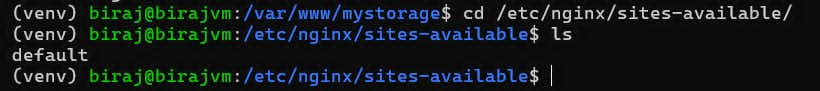 (venv) biraj@birajvm:/var/www/mystorage$ cd /etc/nginx/sites-available/
(venv) biraj@birajvm:/etc/nginx/sites-available$ ls
default
(venv) biraj@birajvm:/etc/nginx/sites-available$